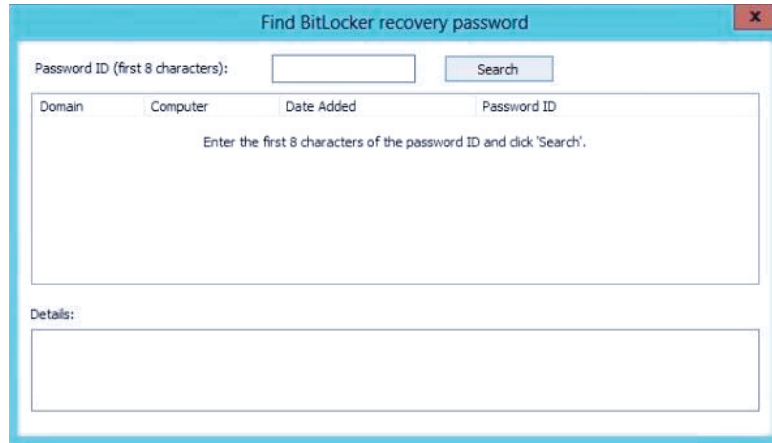 Find BitLocker recovery password
x
Password ID (first 8 characters):
Search
Domain Computer Date Added Password ID
Enter the first 8 characters of the password ID and click 'Search'.
Details: